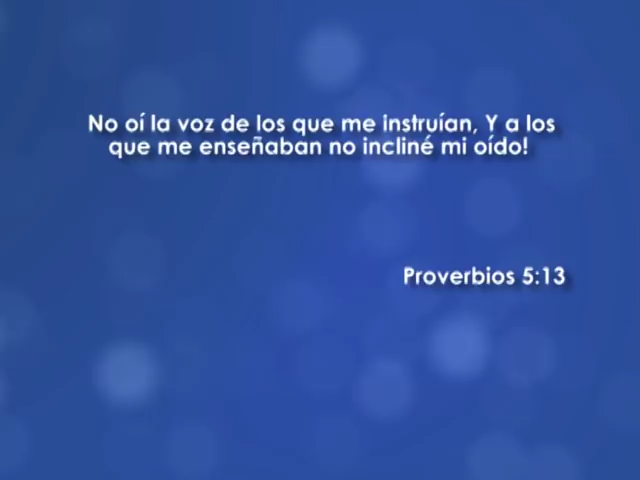 No oí la voz de los que me instruían, Y a los
que me enseñaban no incliné mi oído!
Proverbios 5:13